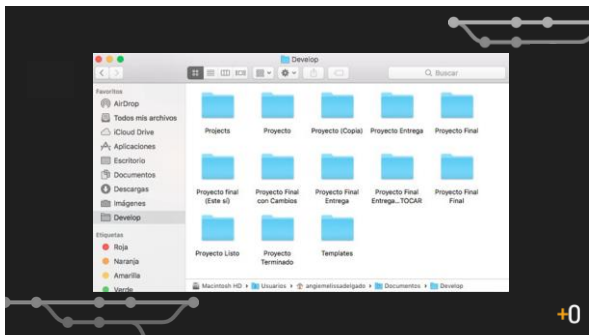 Develop
Buscar
Favoritos
AirDrop
Todos mis archivos
iCloud Drive
Aplicaciones
Escritorio
Documentos
Descargas
Imágenes
Develop
Etiquetas
Roja
Naranja
Amarilla
Verde
Projects
Proyecto
Proyecto (Copia)
Proyecto Entrega
Proyecto Final
Proyecto final
(Este sí)
Proyecto Final
con Cambios
Proyecto Final
Entrega
Proyecto Final
Entrega...TOCAR
Proyecto Final
Final
Proyecto Listo
Proyecto
Terminado
Templates
Macintosh HD Usuarios angiemelissadelgado Documentos Develop
+0